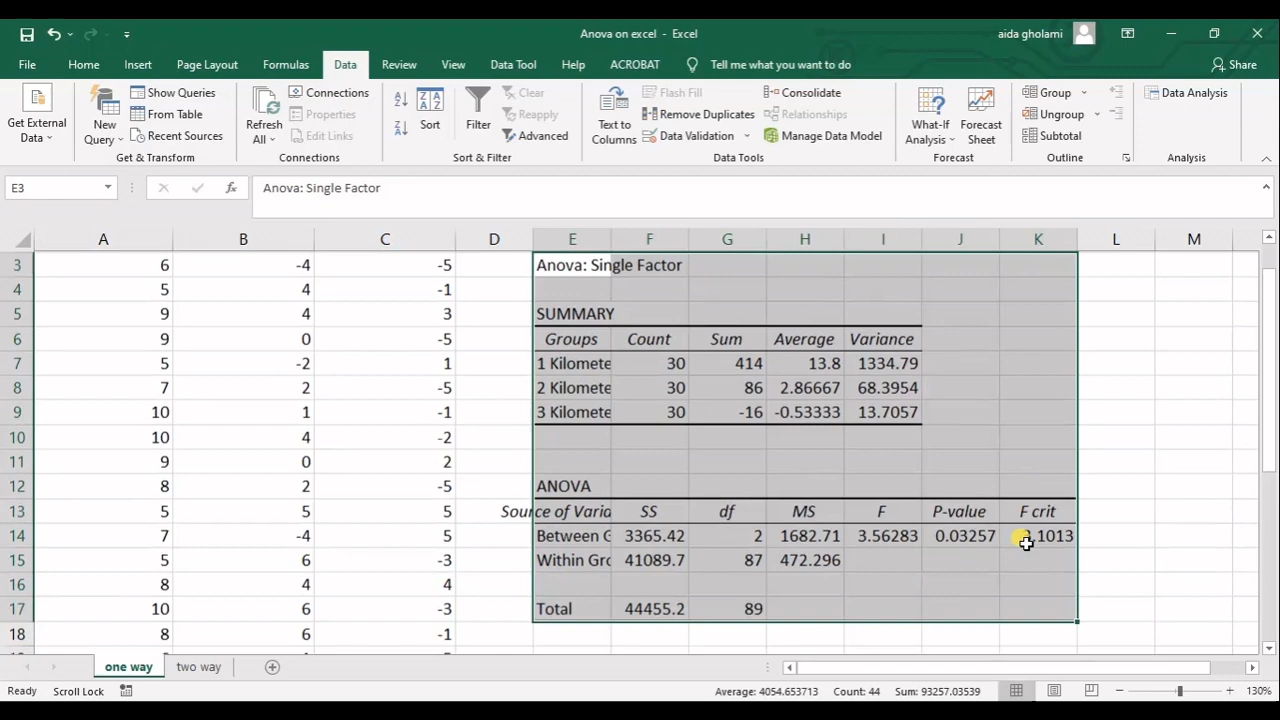 Anova on excel - Excel
aida gholami
File Home Insert Page Layout Formulas Data Review View Data Tool Help ACROBAT Tell me what you want to do Share
Get External Data
New Query
Show Queries
From Table
Recent Sources
Get & Transform
Refresh All
Connections
Properties
Edit Links
Connections
Sort
Filter
Clear
Reapply
Advanced
Sort & Filter
Text to Columns
Flash Fill
Remove Duplicates
Data Validation
Consolidate
Relationships
Manage Data Model
Data Tools
What-If Analysis
Forecast Sheet
Forecast
Group
Ungroup
Subtotal
Outline
Data Analysis
Analysis
E3 fx Anova: Single Factor
A B C D E F G H I J K L M
3 6 -4 -5 Anova: Single Factor
4 5 4 -1
5 9 4 3 SUMMARY
6 9 0 -5 Groups Count Sum Average Variance
7 5 -2 1 1 Kilomete 30 414 13.8 1334.79
8 7 2 -5 2 Kilomete 30 86 2.86667 68.3954
9 10 1 -1 3 Kilomete 30 -16 -0.53333 13.7057
10 10 4 -2
11 9 0 2
12 8 2 -5 ANOVA
13 5 5 5 Source of Varia SS df MS F P-value F crit
14 7 -4 5 Between G 3365.42 2 1682.71 3.56283 0.03257 .1013
15 5 6 -3 Within Gro 41089.7 87 472.296
16 8 4 4
17 10 6 -3 Total 44455.2 89
18 8 6 -1
one way two way
Ready Scroll Lock Average: 4054.653713 Count: 44 Sum: 93257.03539 130%